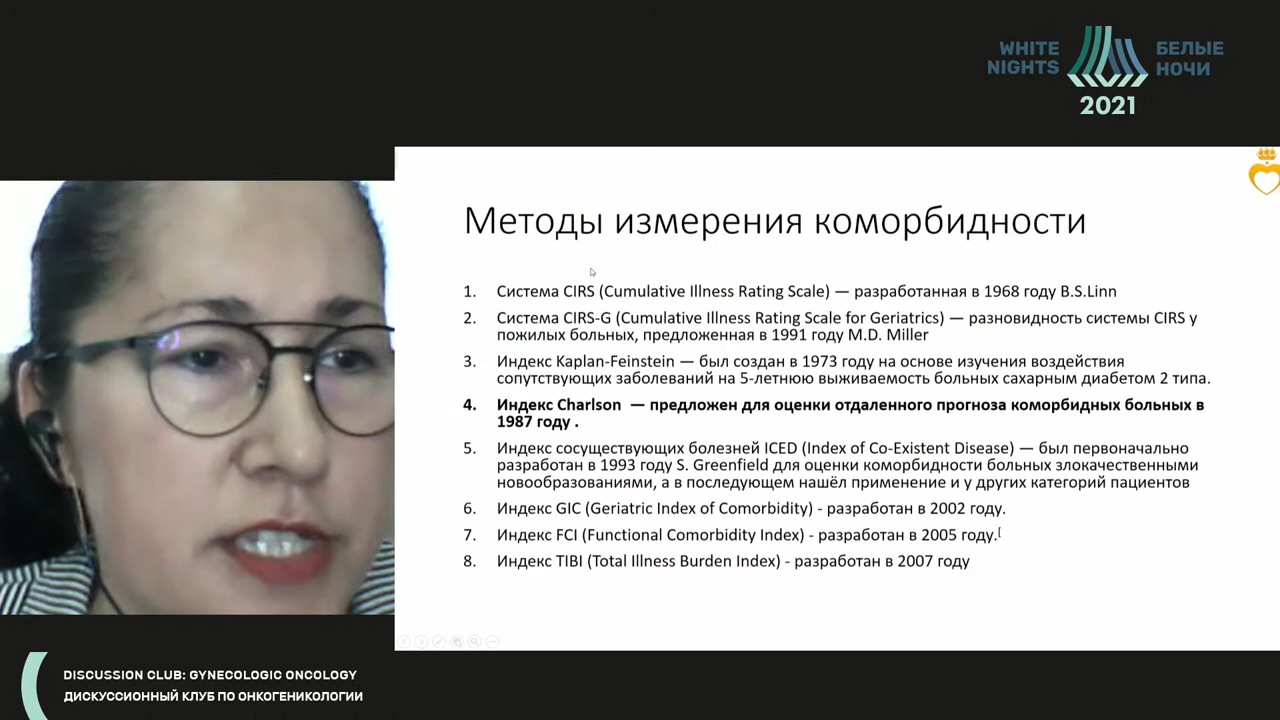 WHITE
NIGHTS
БЕЛЫЕ
НОЧИ
2021
Методы измерения коморбидности
1. Система CIRS (Cumulative Illness Rating Scale) — разработанная в 1968 году B.S.Linn
2. Система CIRS-G (Cumulative Illness Rating Scale for Geriatrics) — разновидность системы CIRS у
пожилых больных, предложенная в 1991 году M.D. Miller
3. Индекс Kaplan-Feinstein — был создан в 1973 году на основе изучения воздействия
сопутствующих заболеваний на 5-летнюю выживаемость больных сахарным диабетом 2 типа.
4. Индекс Charlson — предложен для оценки отдаленного прогноза коморбидных больных в
1987 году .
5. Индекс сосуществующих болезней ICED (Index of Co-Existent Disease) — был первоначально
разработан в 1993 году S. Greenfield для оценки коморбидности больных злокачественными
новообразованиями, а в последующем нашёл применение и у других категорий пациентов
6. Индекс GIC (Geriatric Index of Comorbidity) - разработан в 2002 году.
7. Индекс FCI (Functional Comorbidity Index) - разработан в 2005 году.[
8. Индекс TIBI (Total Illness Burden Index) - разработан в 2007 году
DISCUSSION CLUB: GYNECOLOGIC ONCOLOGY
ДИСКУССИОННЫЙ КЛУБ ПО ОНКОГЕНИКОЛОГИИ